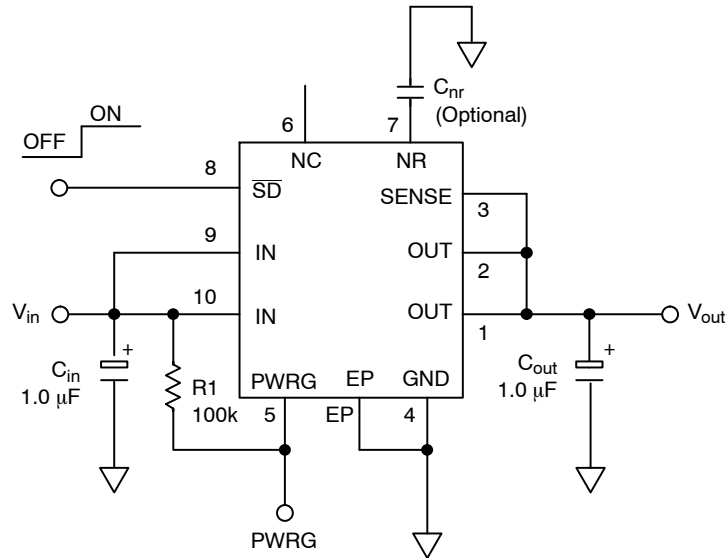 C_nr
(Optional)
ON
OFF
6
7
NC
NR
8
SD
SENSE
3
9
IN
OUT
2
V_in
10
IN
OUT
1
V_out
C_in
+
1.0 μF
R1
100k
PWRG
EP
GND
5
EP
4
C_out
+
1.0 μF
PWRG